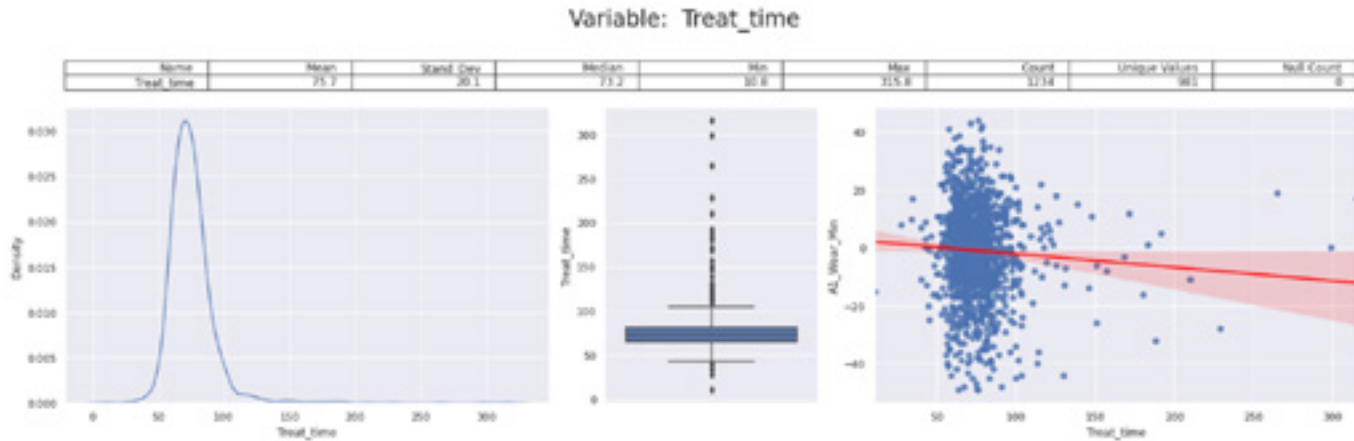 Variable: Treat_time
Name Mean Stand_Dev Median Min Max Count Unique Values Null Count
Treat_time 75.7 20.1 73.2 10.8 315.8 1234 981 0
0.030
0.025
0.020
0.015
0.010
0.005
0.000
Density
0 50 100 150 200 250 300
Treat_time
300
250
200
150
100
50
0
Treat_time
40
20
0
−20
−40
A1_Wear_Min
50 100 150 200 250 300
Treat_time